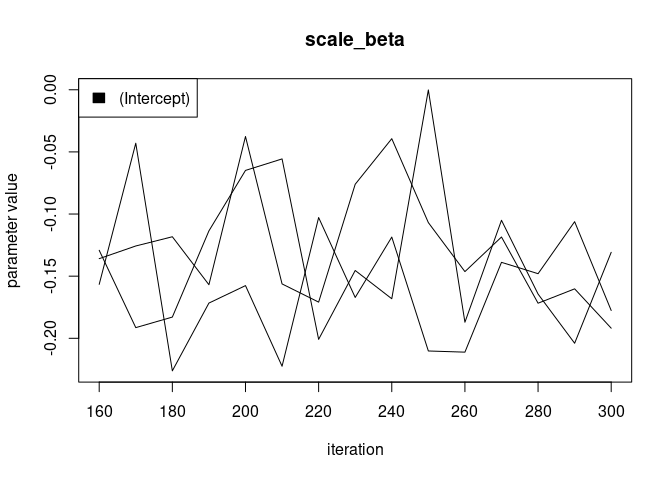 scale_beta
(Intercept)
0.00
-0.05
-0.10
-0.15
-0.20
parameter value
160 180 200 220 240 260 280 300
iteration